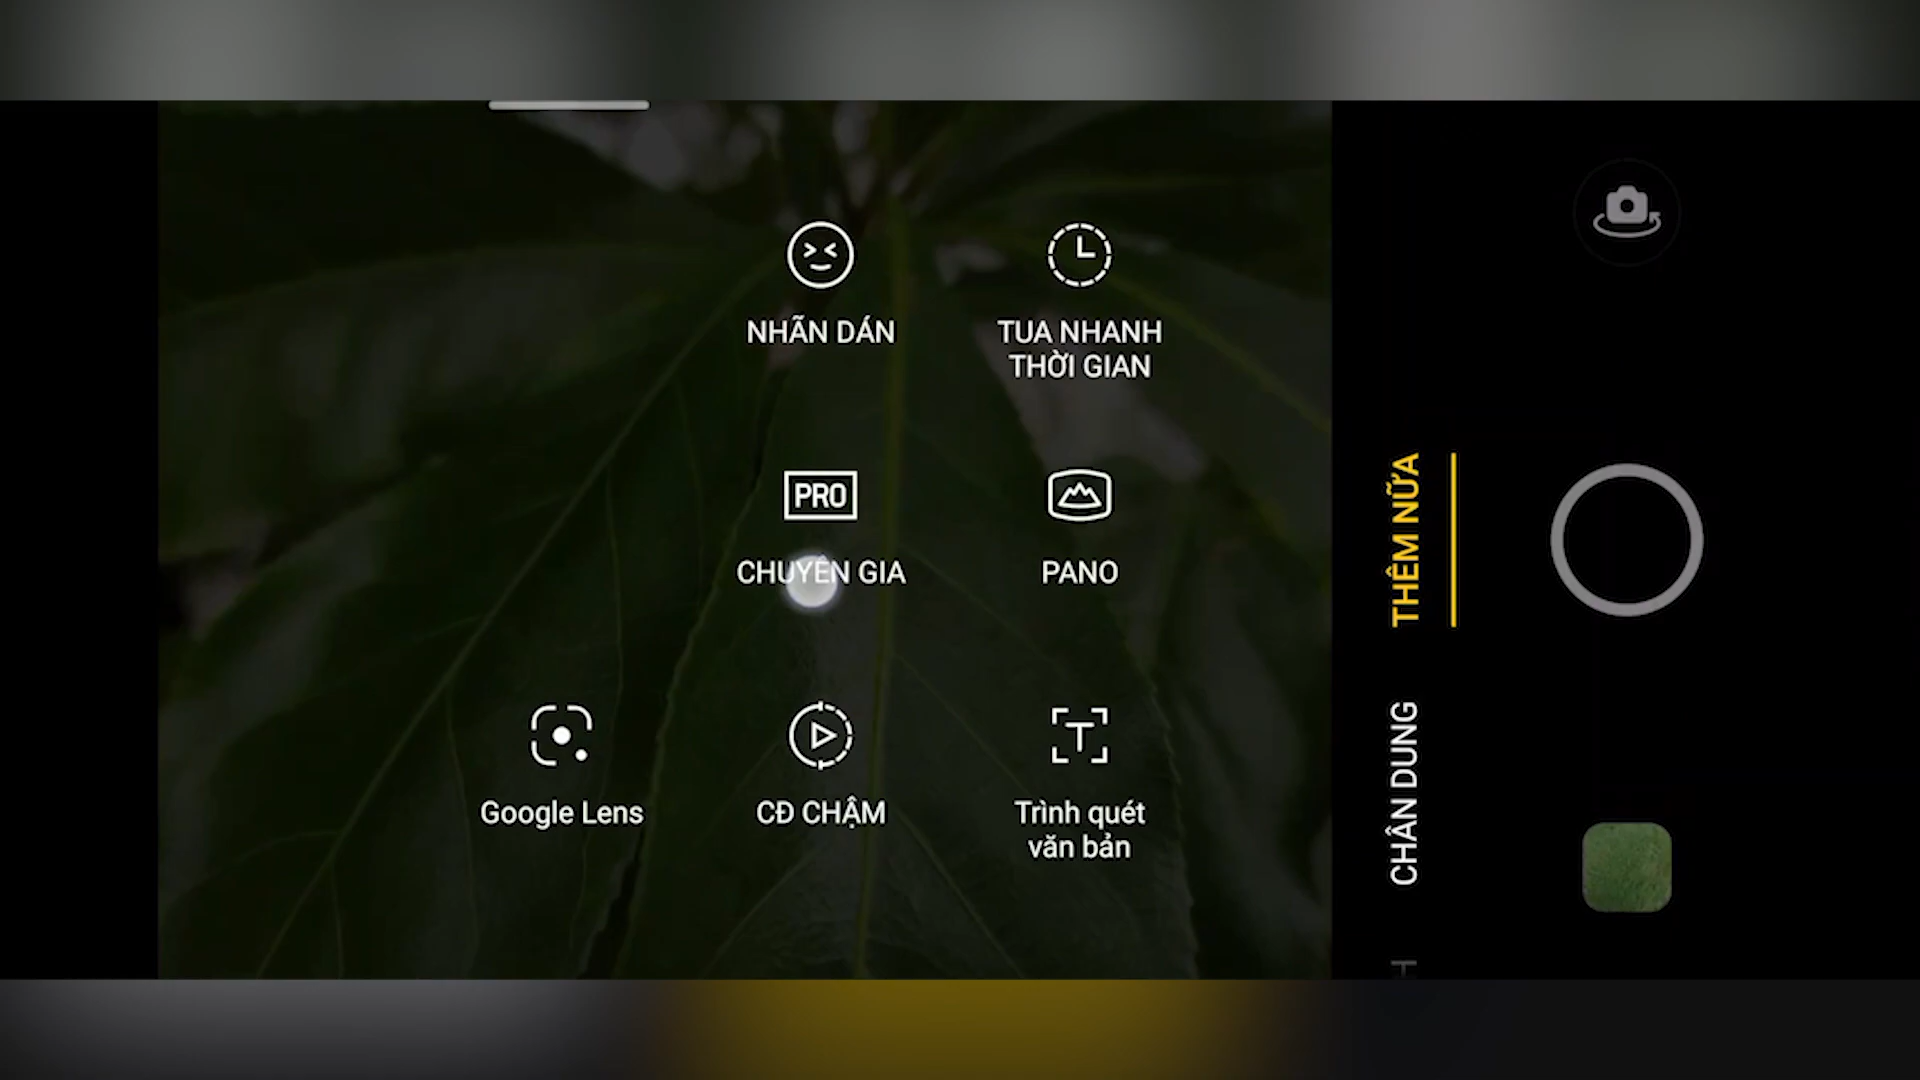 NHÃN DÁN
TUA NHANH
THỜI GIAN
PRO
CHUYÊN GIA
PANO
Google Lens
CĐ CHẬM
T
Trình quét
văn bản
THÊM NỮA
CHÂN DUNG
H